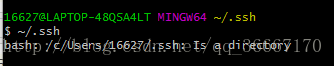 16627@LAPTOP-48QSA4LT MINGW64 ~/.ssh
$ ~/.ssh
bash: /c/Users/16627/.ssh: Is a directory